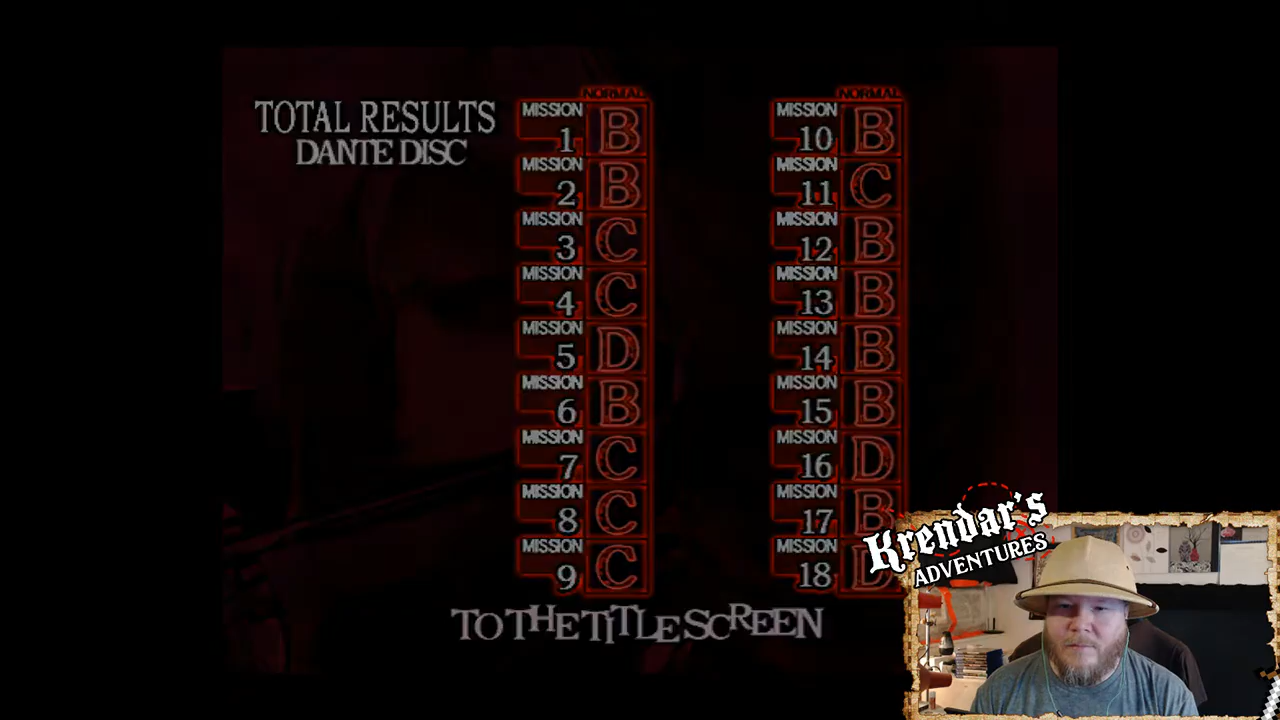 TOTAL RESULTS
DANTE DISC
NORMAL
MISSION 1 B
MISSION 2 B
MISSION 3 C
MISSION 4 C
MISSION 5 D
MISSION 6 B
MISSION 7 C
MISSION 8 C
MISSION 9 C
NORMAL
MISSION 10 B
MISSION 11 C
MISSION 12 B
MISSION 13 B
MISSION 14 B
MISSION 15 B
MISSION 16 D
MISSION 17 B
MISSION 18 D
TO THE TITLE SCREEN
Krendar's
ADVENTURES